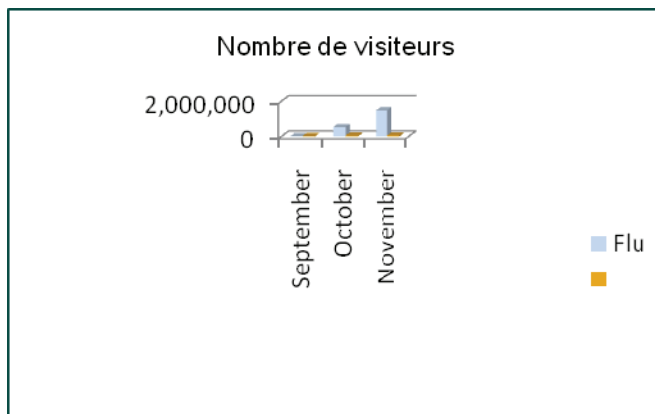 Nombre de visiteurs
2,000,000
0
September
October
November
Flu